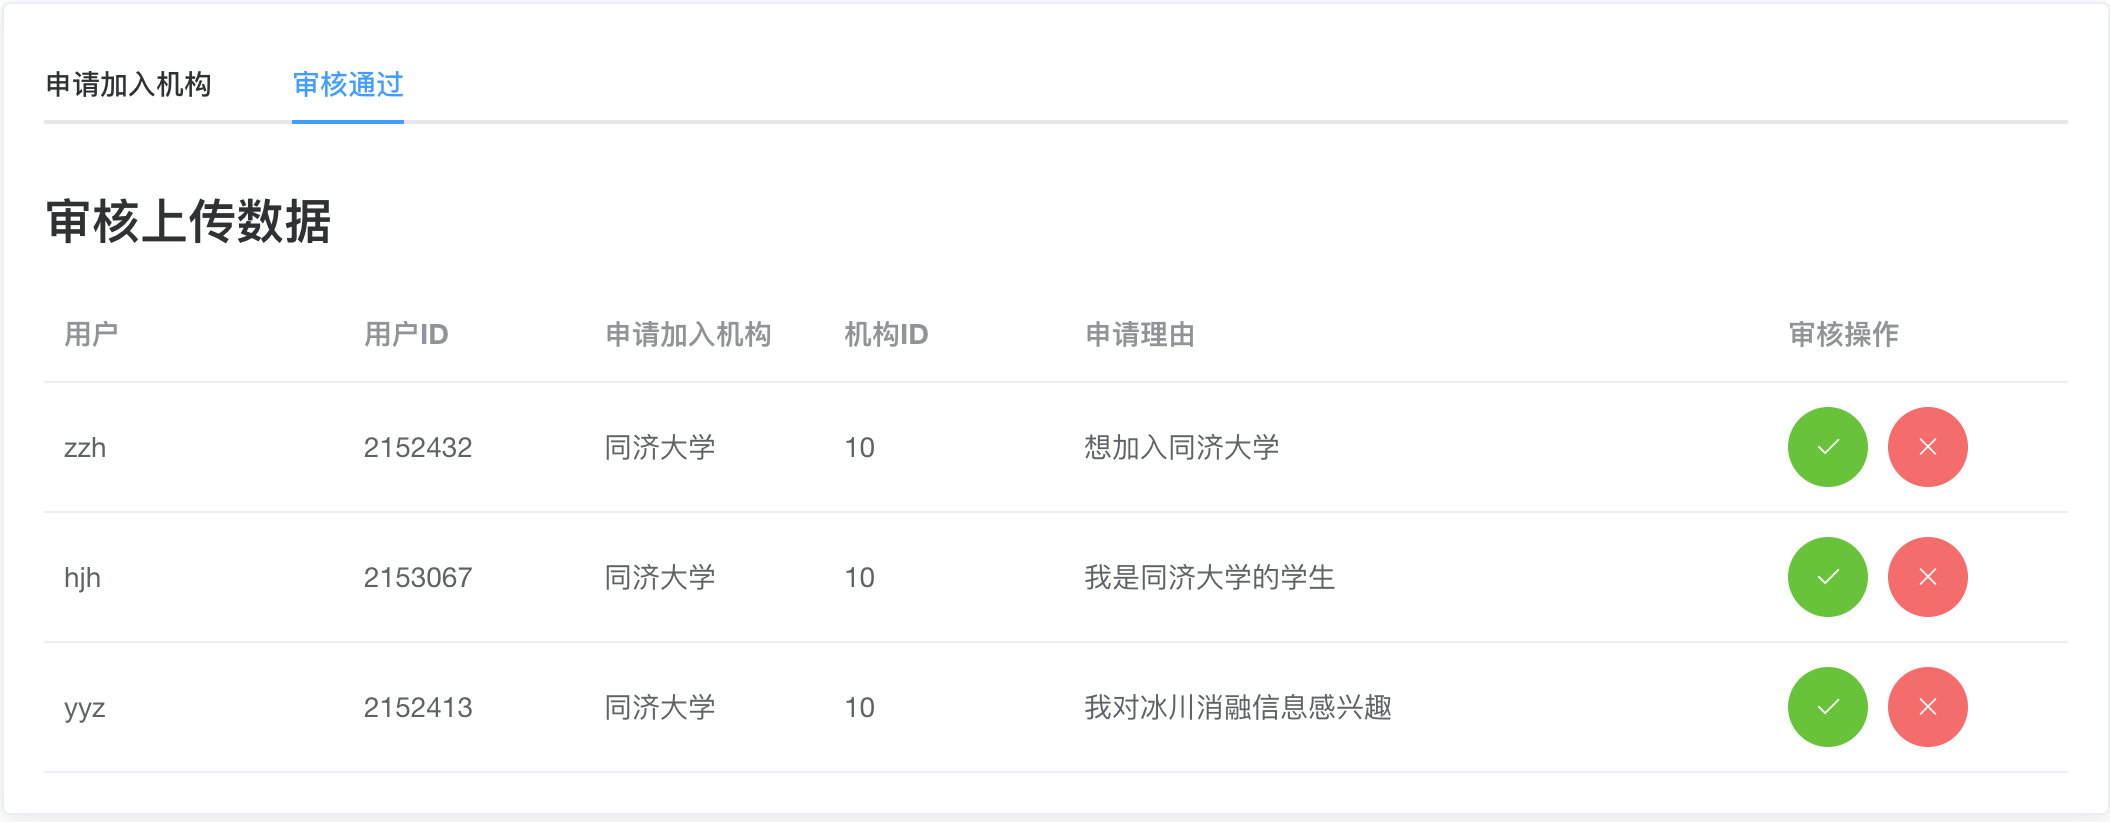 申请加入机构 审核通过
审核上传数据
用户 用户ID 申请加入机构 机构ID 申请理由 审核操作
zzh 2152432 同济大学 10 想加入同济大学
hjh 2153067 同济大学 10 我是同济大学的学生
yyz 2152413 同济大学 10 我对冰川消融信息感兴趣